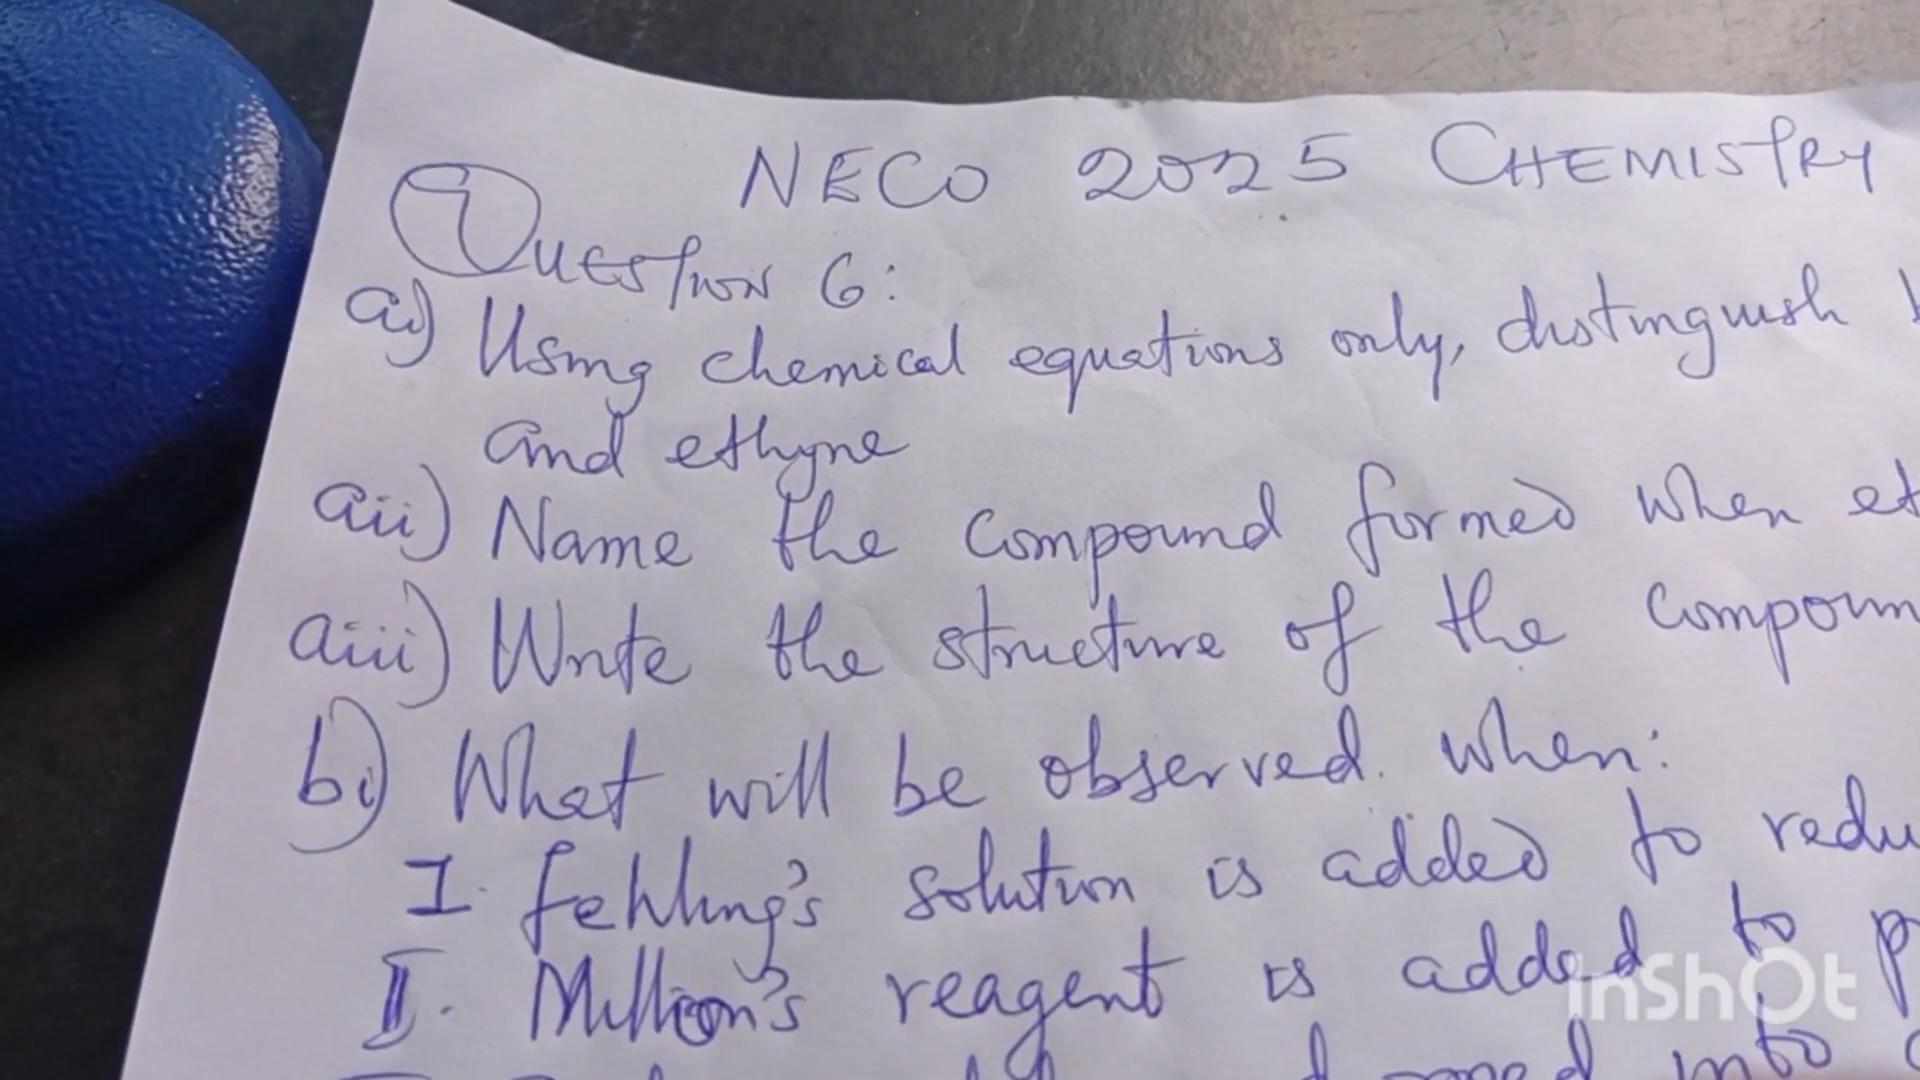 NECO 2025 CHEMISTRY
Question 6:
ai) Using chemical equations only, distinguish
and ethyne
aii) Name the compound formed when
aiii) Write the structure of the
bi) What will be observed when:
I. Fehling's solution is added to
II. Million's reagent is added to
into
InShOt